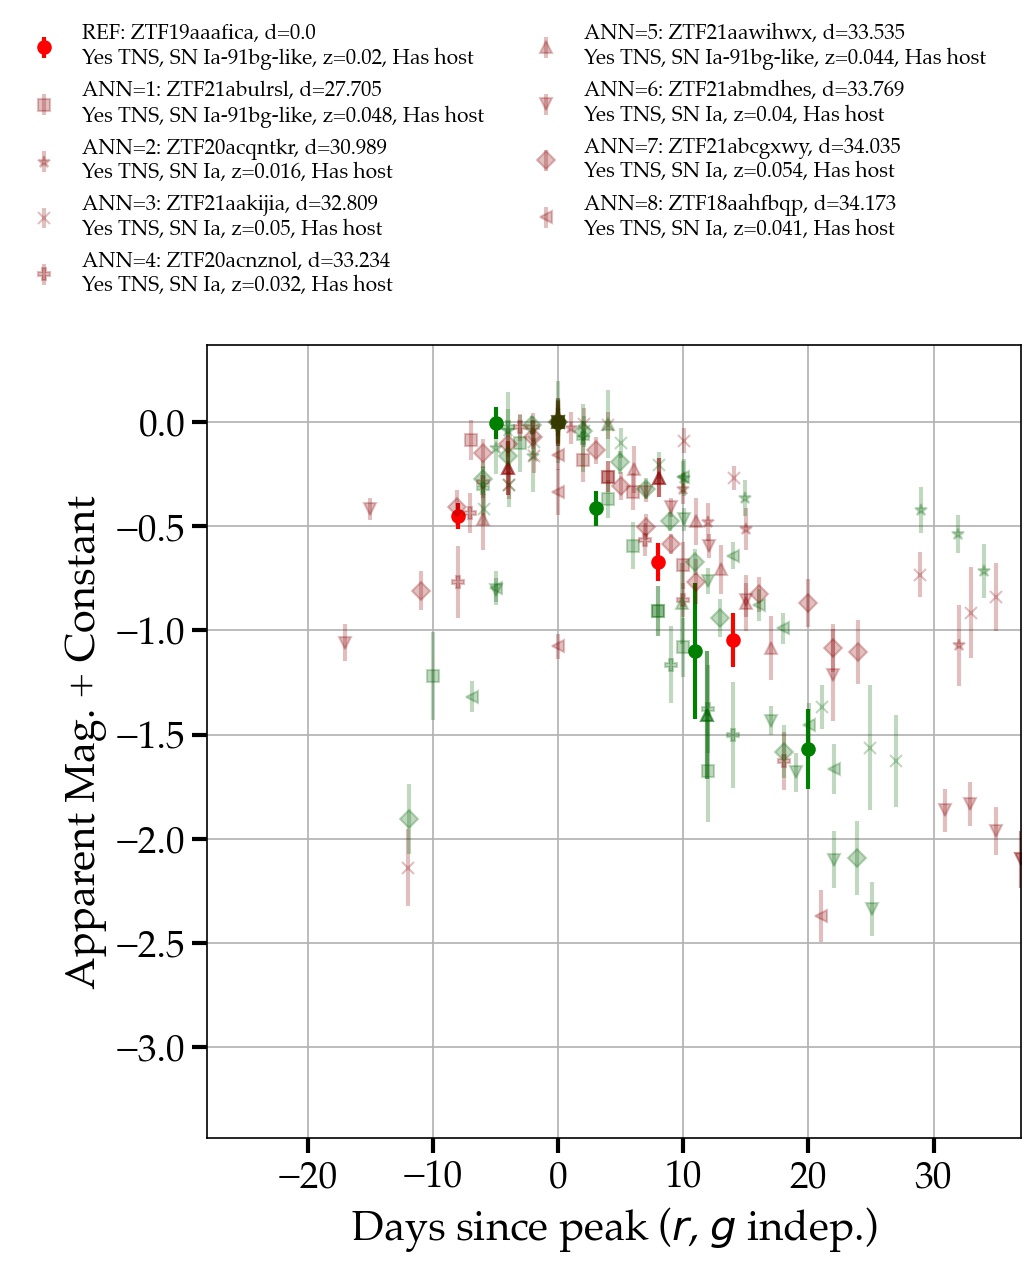 REF: ZTF19aaafica, d=0.0
Yes TNS, SN Ia-91bg-like, z=0.02, Has host
ANN=1: ZTF21abulrsl, d=27.705
Yes TNS, SN Ia-91bg-like, z=0.048, Has host
ANN=2: ZTF20acqntkr, d=30.989
Yes TNS, SN Ia, z=0.016, Has host
ANN=3: ZTF21aakijia, d=32.809
Yes TNS, SN Ia, z=0.05, Has host
ANN=4: ZTF20acnznol, d=33.234
Yes TNS, SN Ia, z=0.032, Has host
ANN=5: ZTF21aawihwx, d=33.535
Yes TNS, SN Ia-91bg-like, z=0.044, Has host
ANN=6: ZTF21abmdhes, d=33.769
Yes TNS, SN Ia, z=0.04, Has host
ANN=7: ZTF21abcgxwy, d=34.035
Yes TNS, SN Ia, z=0.054, Has host
ANN=8: ZTF18aahfbqp, d=34.173
Yes TNS, SN Ia, z=0.041, Has host
Apparent Mag. + Constant
0.0
−0.5
−1.0
−1.5
−2.0
−2.5
−3.0
−20
−10
0
10
20
30
Days since peak (r, g indep.)